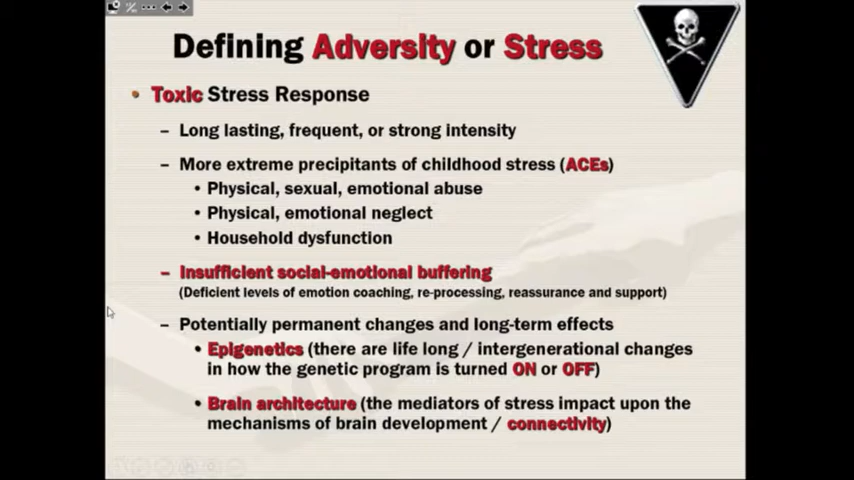 Defining Adversity or Stress
• Toxic Stress Response
– Long lasting, frequent, or strong intensity
– More extreme precipitants of childhood stress (ACEs)
• Physical, sexual, emotional abuse
• Physical, emotional neglect
• Household dysfunction
– Insufficient social-emotional buffering
(Deficient levels of emotion coaching, re-processing, reassurance and support)
– Potentially permanent changes and long-term effects
• Epigenetics (there are life long / intergenerational changes
in how the genetic program is turned ON or OFF)
• Brain architecture (the mediators of stress impact upon the
mechanisms of brain development / connectivity)